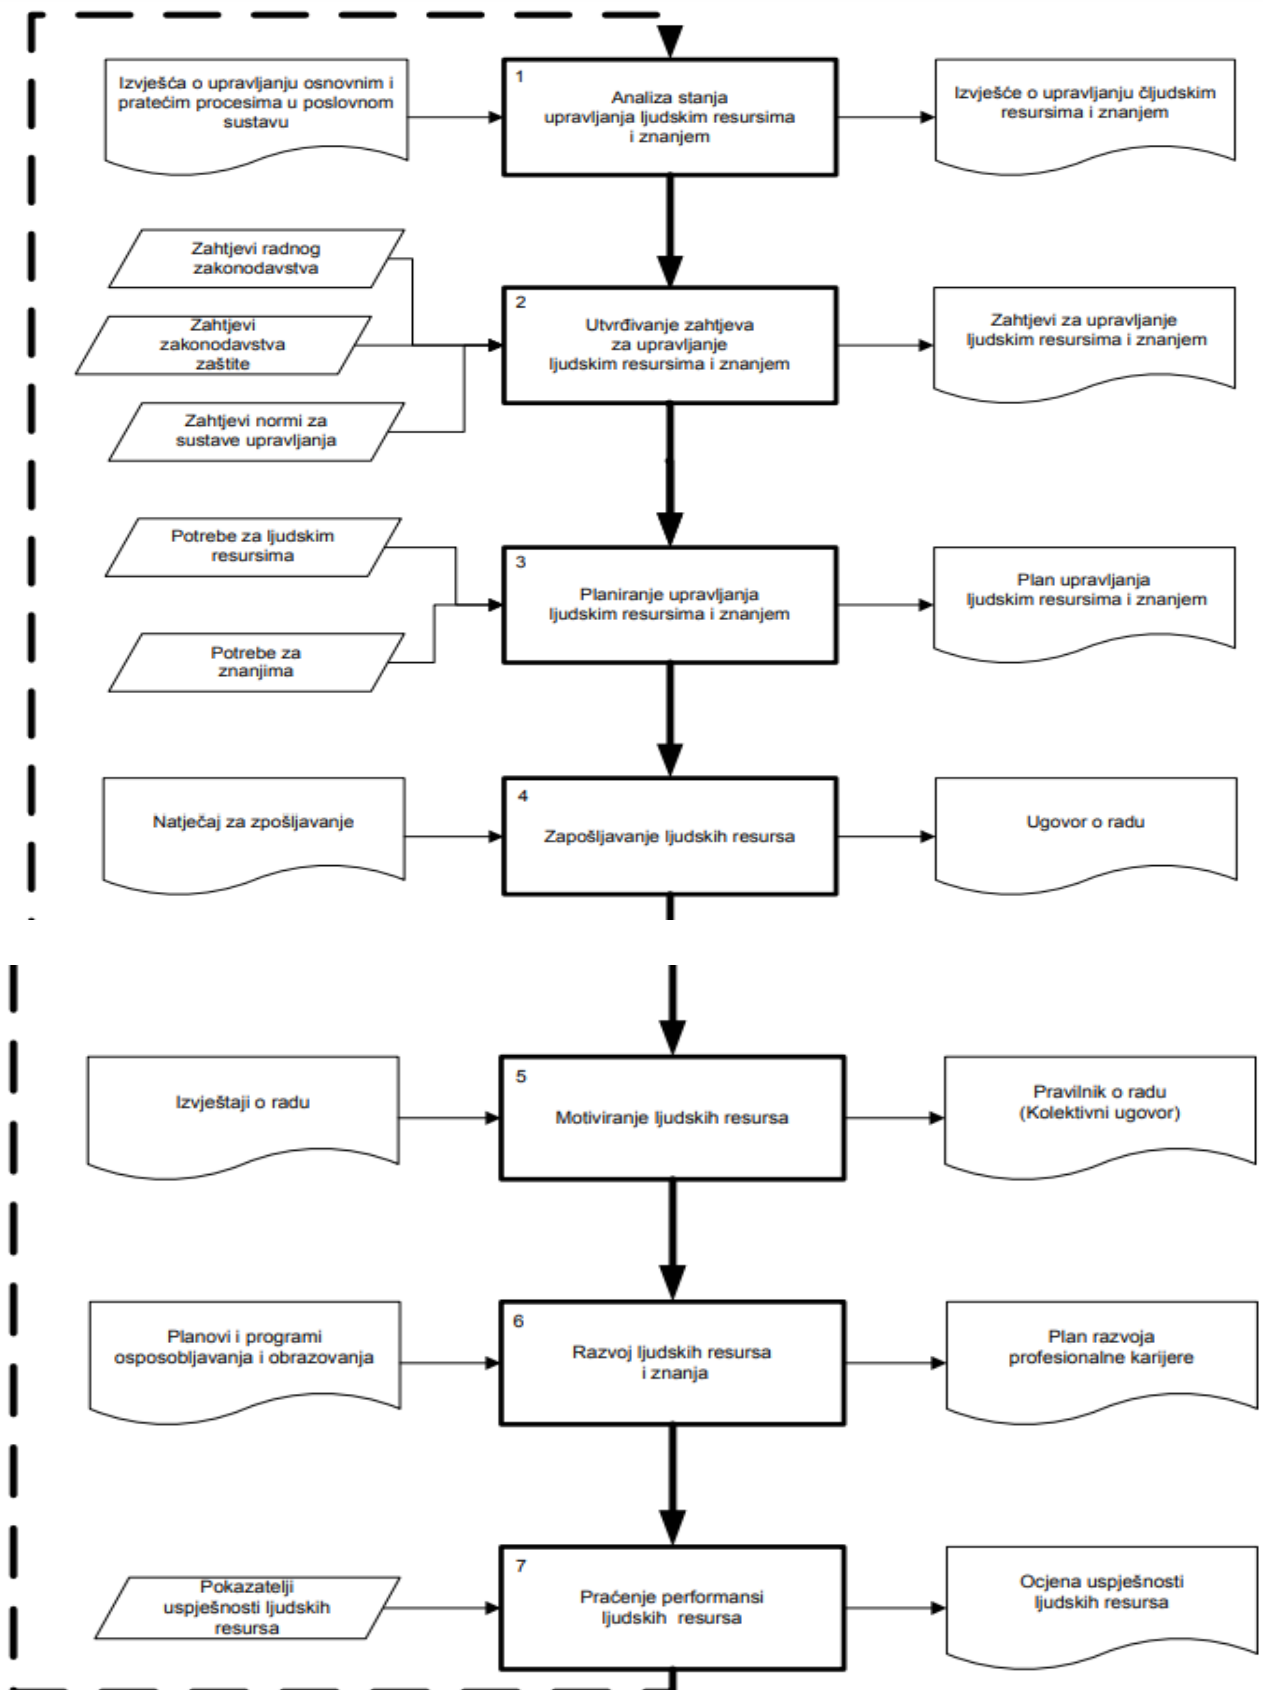 Izvješća o upravljanju osnovnim i
pratećim procesima u poslovnom
sustavu
1
Analiza stanja
upravljanja ljudskim resursima
i znanjem
Izvješće o upravljanju čljudskim
resursima i znanjem
Zahtjevi radnog
zakonodavstva
Zahtjevi
zakonodavstva
zaštite
Zahtjevi normi za
sustave upravljanja
2
Utvrđivanje zahtjeva
za upravljanje
ljudskim resursima i znanjem
Zahtjevi za upravljanje
ljudskim resursima i znanjem
Potrebe za ljudskim
resursima
Potrebe za
znanjima
3
Planiranje upravljanja
ljudskim resursima i znanjem
Plan upravljanja
ljudskim resursima i znanjem
Natječaj za zpošljavanje
4
Zapošljavanje ljudskih resursa
Ugovor o radu
Izvještaji o radu
5
Motiviranje ljudskih resursa
Pravilnik o radu
(Kolektivni ugovor)
Planovi i programi
osposobljavanja i obrazovanja
6
Razvoj ljudskih resursa
i znanja
Plan razvoja
profesionalne karijere
Pokazatelji
uspješnosti ljudskih
resursa
7
Praćenje performansi
ljudskih resursa
Ocjena uspješnosti
ljudskih resursa